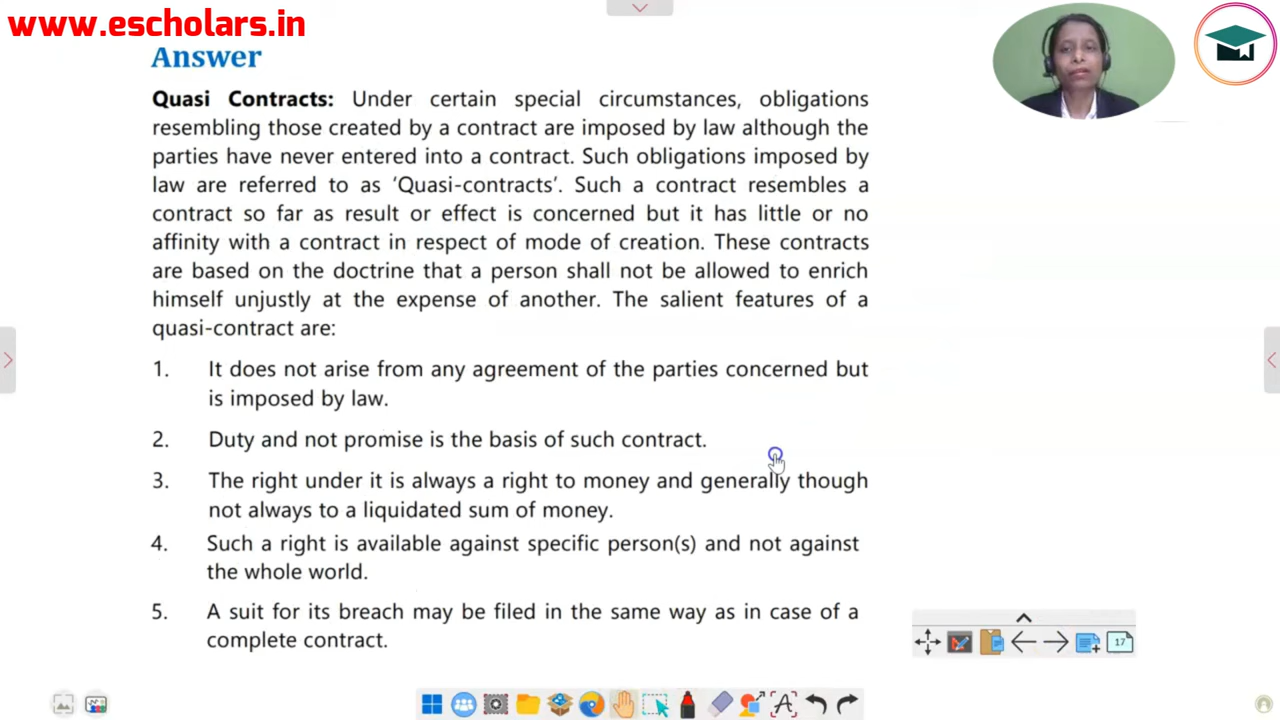 www.escholars.in
Answer
Quasi Contracts: Under certain special circumstances, obligations
resembling those created by a contract are imposed by law although the
parties have never entered into a contract. Such obligations imposed by
law are referred to as ‘Quasi-contracts’. Such a contract resembles a
contract so far as result or effect is concerned but it has little or no
affinity with a contract in respect of mode of creation. These contracts
are based on the doctrine that a person shall not be allowed to enrich
himself unjustly at the expense of another. The salient features of a
quasi-contract are:
1. It does not arise from any agreement of the parties concerned but
is imposed by law.
2. Duty and not promise is the basis of such contract.
3. The right under it is always a right to money and generally though
not always to a liquidated sum of money.
4. Such a right is available against specific person(s) and not against
the whole world.
5. A suit for its breach may be filed in the same way as in case of a
complete contract.
17